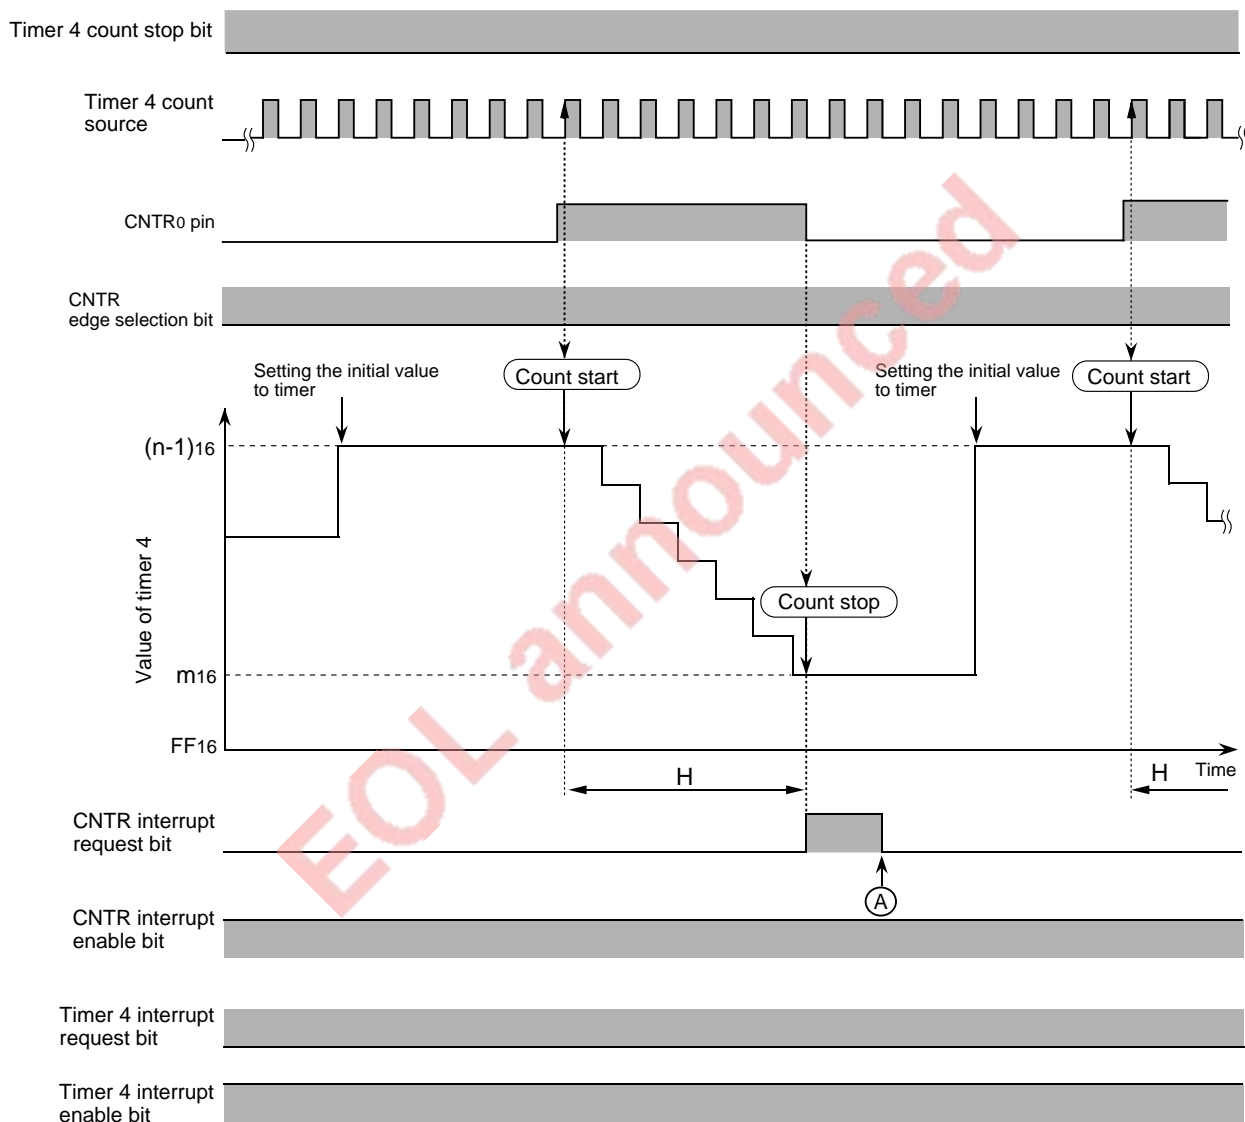 Timer 4 count stop bit
Timer 4 count
source
CNTR0 pin
CNTR
edge selection bit
Setting the initial value
to timer
Count start
Setting the initial value
to timer
Count start
(n-1)16
Value of timer 4
Count stop
m16
FF16
H
H
Time
CNTR interrupt
request bit
A
CNTR interrupt
enable bit
Timer 4 interrupt
request bit
Timer 4 interrupt
enable bit
EOL announced